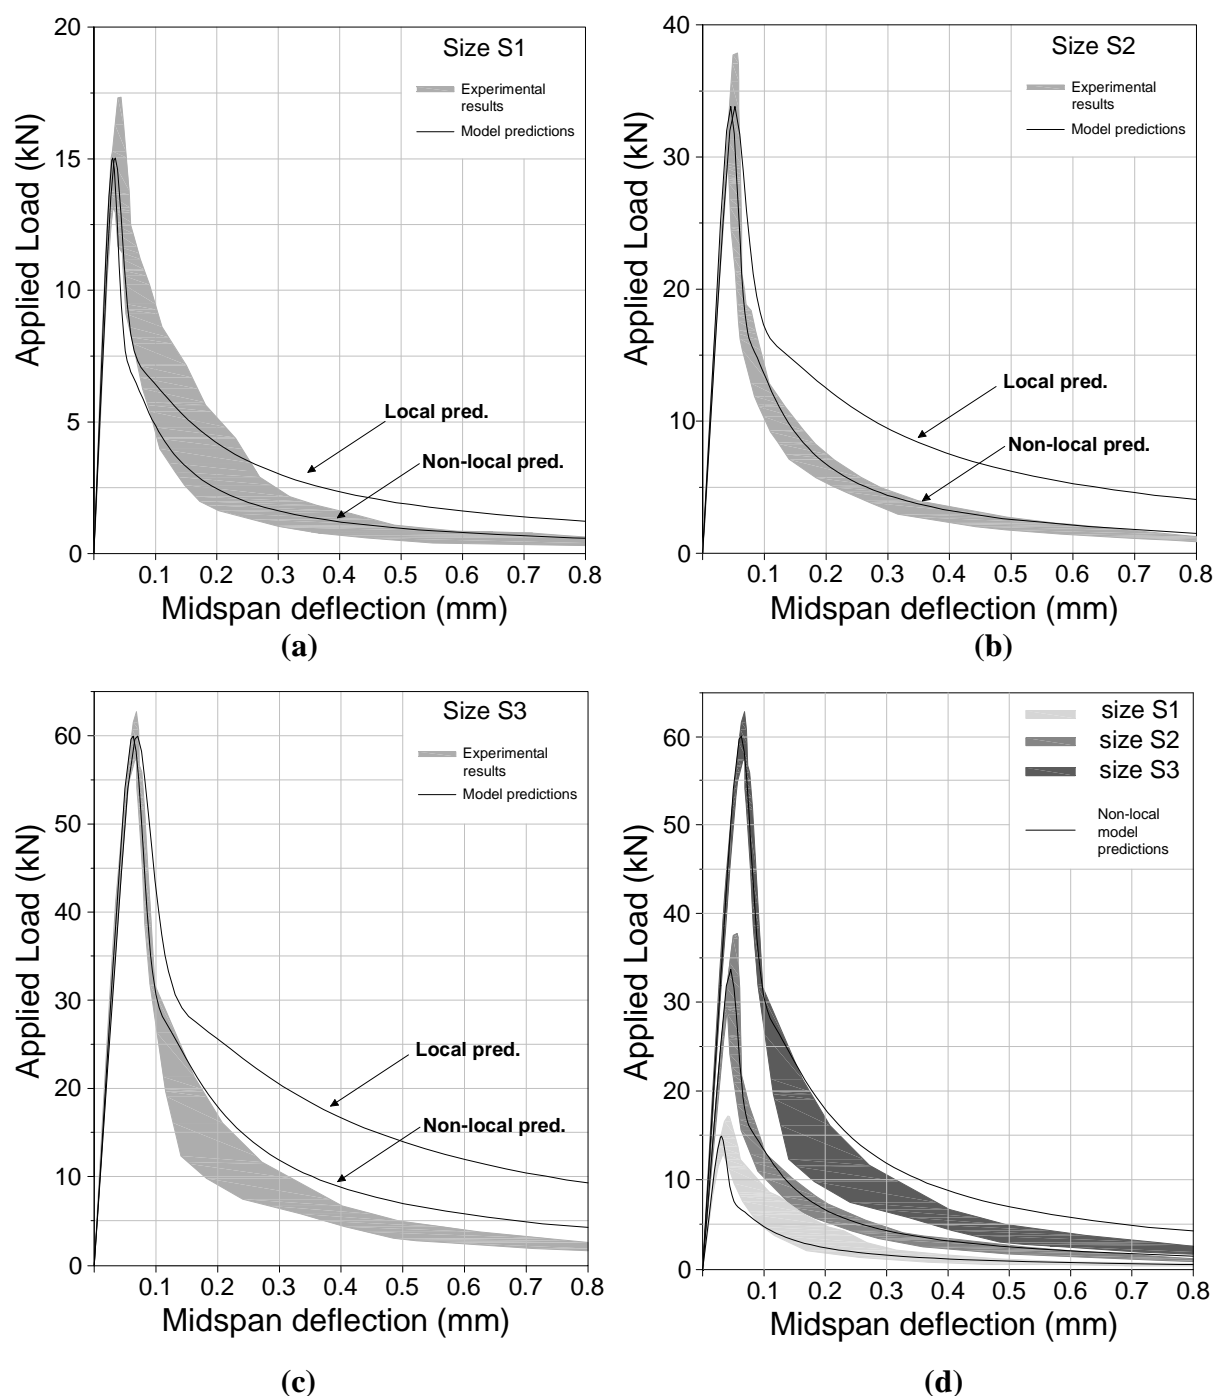 Size S1
Experimental
results
Model predictions
20
15
10
5
0
Applied Load (kN)
Local pred.
Non-local pred.
0.1 0.2 0.3 0.4 0.5 0.6 0.7 0.8
Midspan deflection (mm)
(a)
Size S2
Experimental
results
Model predictions
40
30
20
10
0
Applied Load (kN)
Local pred.
Non-local pred.
0.1 0.2 0.3 0.4 0.5 0.6 0.7 0.8
Midspan deflection (mm)
(b)
Size S3
Experimental
results
Model predictions
60
50
40
30
20
10
0
Applied Load (kN)
Local pred.
Non-local pred.
0.1 0.2 0.3 0.4 0.5 0.6 0.7 0.8
Midspan deflection (mm)
(c)
size S1
size S2
size S3
Non-local
model
predictions
60
50
40
30
20
10
0
Applied Load (kN)
0.1 0.2 0.3 0.4 0.5 0.6 0.7 0.8
Midspan deflection (mm)
(d)